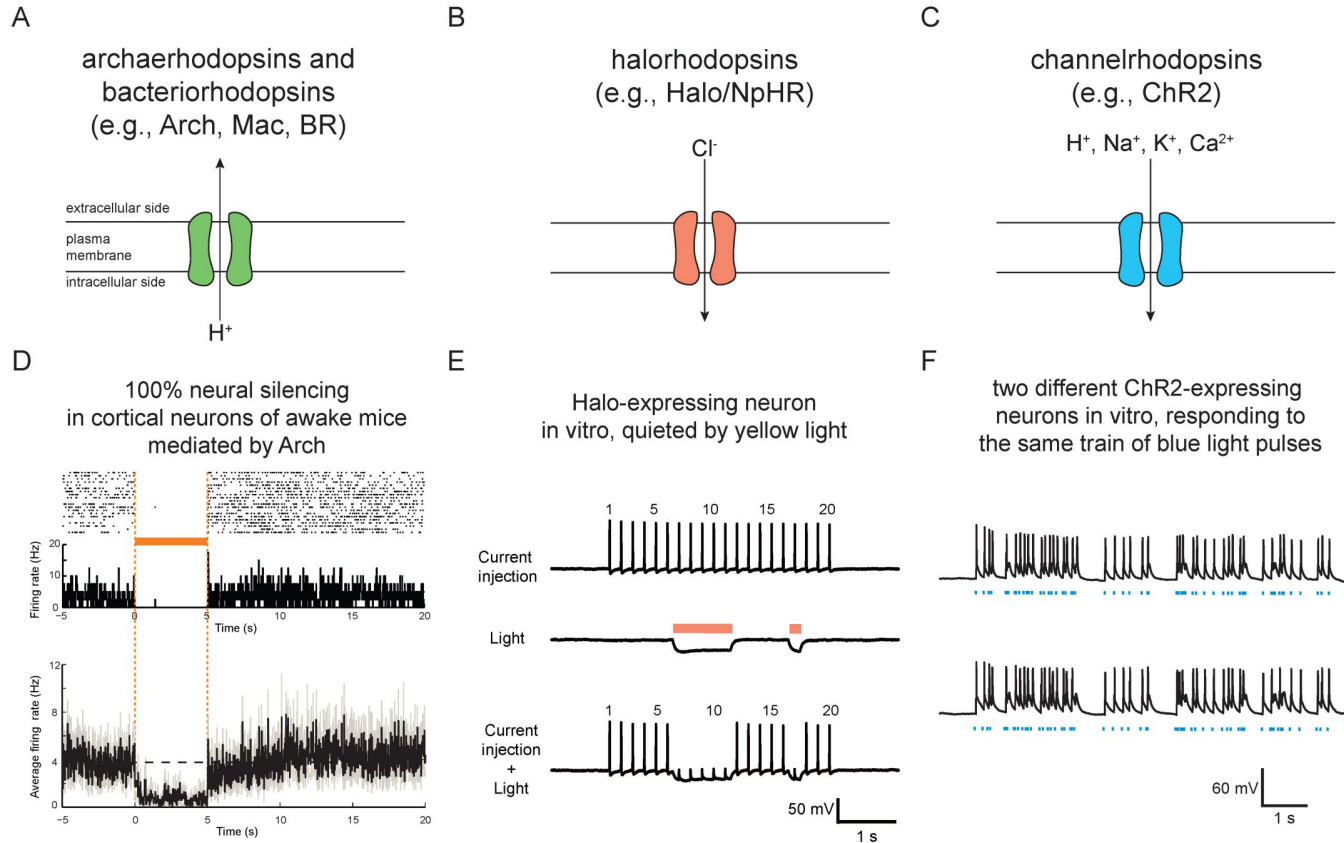 A
archaerhodopsins and
bacteriorhodopsins
(e.g., Arch, Mac, BR)
extracellular side
plasma
membrane
intracellular side
H⁺
B
halorhodopsins
(e.g., Halo/NpHR)
Cl⁻
C
channelrhodopsins
(e.g., ChR2)
H⁺, Na⁺, K⁺, Ca²⁺
D
100% neural silencing
in cortical neurons of awake mice
mediated by Arch
Firing rate (Hz)
20
10
0
-5 0 5 10 15 20
Time (s)
Average firing rate (Hz)
12
8
4
0
-5 0 5 10 15 20
Time (s)
E
Halo-expressing neuron
in vitro, quieted by yellow light
1 5 10 15 20
Current
injection
Light
1 5 10 15 20
Current
injection
+
Light
50 mV
1 s
F
two different ChR2-expressing
neurons in vitro, responding to
the same train of blue light pulses
60 mV
1 s